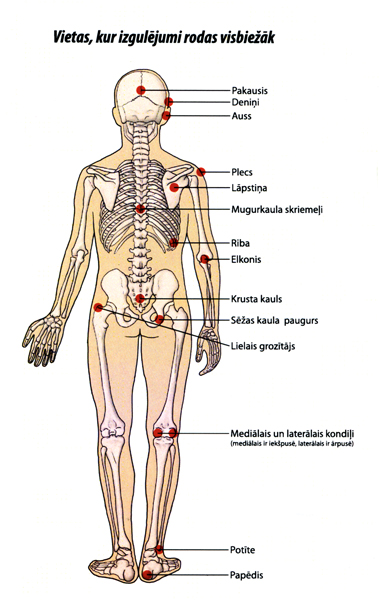 Vietas, kur izgulējumi rodas visbiežāk
Pakausis
Deniņi
Auss
Plecs
Lāpstiņa
Mugurkaula skriemeļi
Riba
Elkonis
Krusta kauls
Sēžas kaula paugurs
Lielais grozītājs
Mediālais un laterālais kondiļi
(mediālais ir iekšpusē, laterālais ir ārpusē)
Potīte
Papēdis